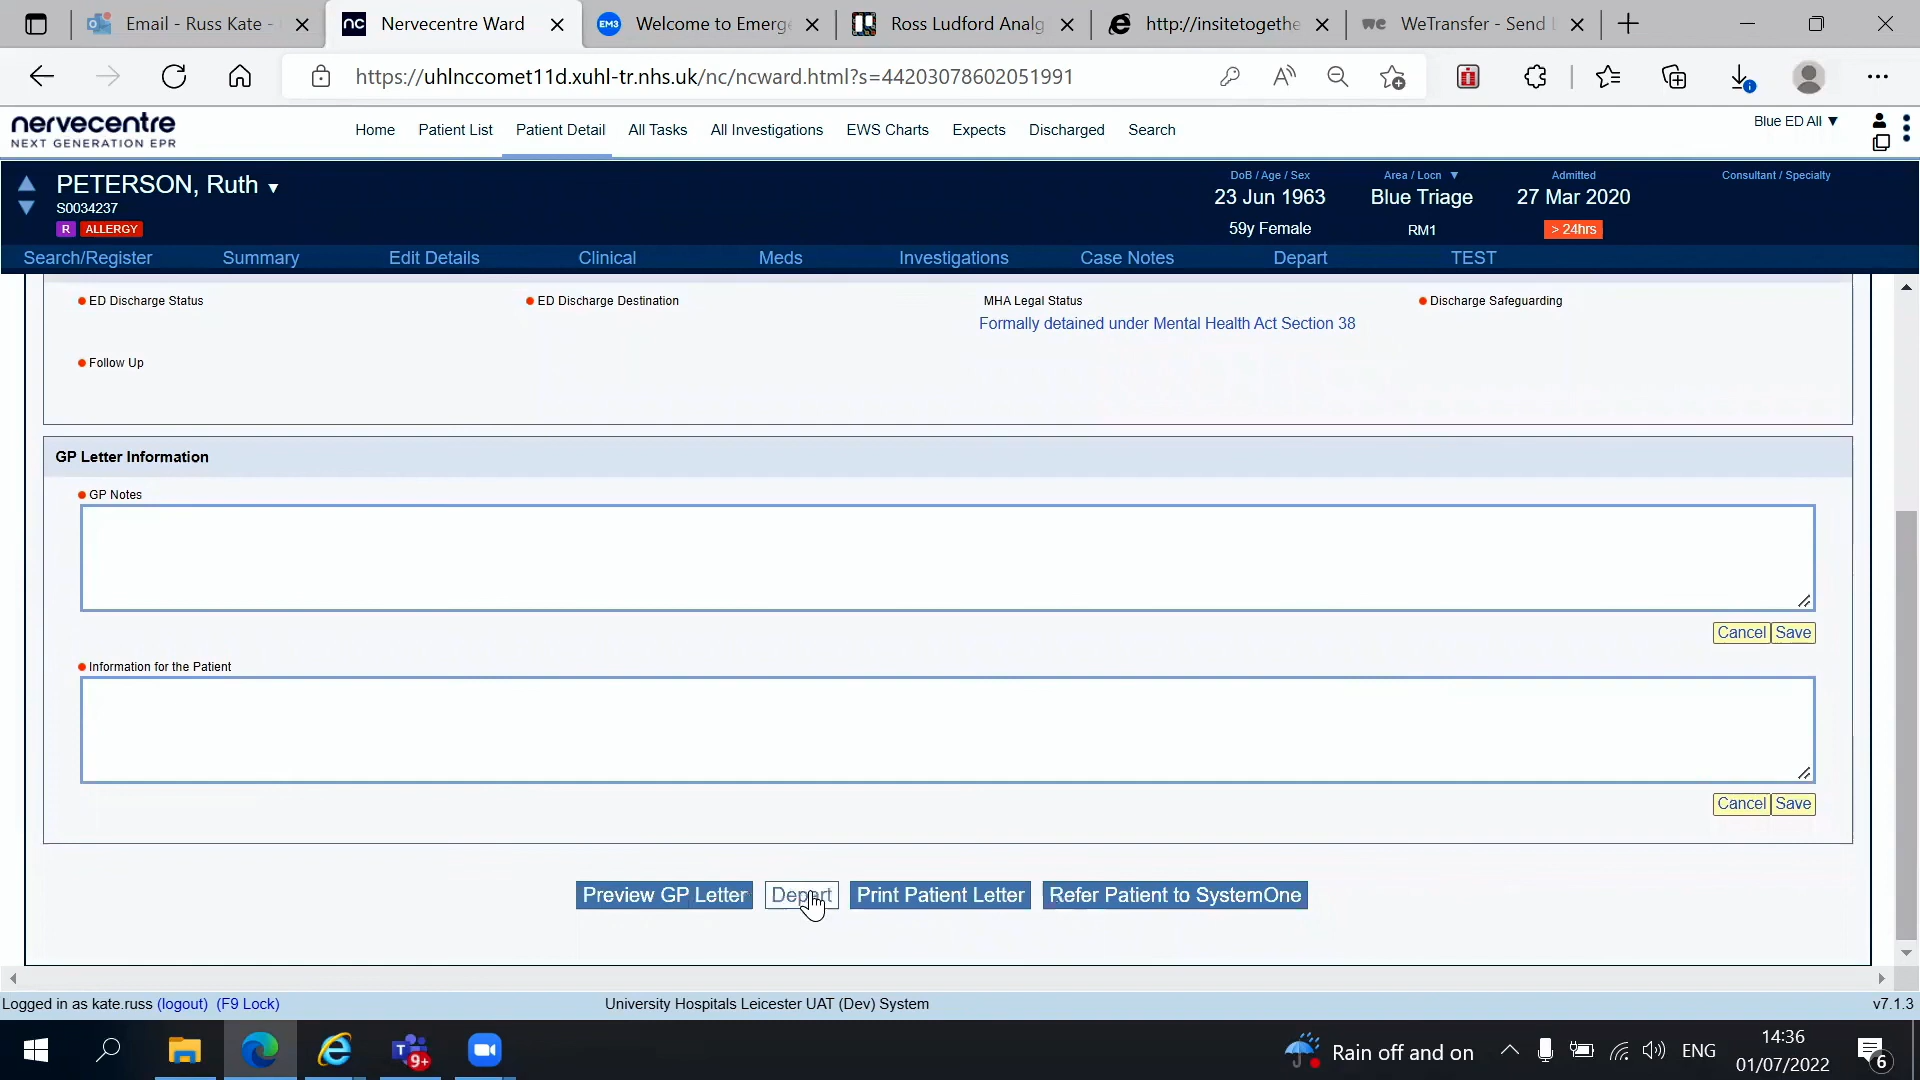 Email - Russ Kate -
nc Nervecentre Ward
EM3 Welcome to Emerge
Ross Ludford Analg
http://insitetogethe
we WeTransfer - Send
https://uhlnccomet11d.xuhl-tr.nhs.uk/nc/ncward.html?s=44203078602051991
nervecentre
NEXT GENERATION EPR
Home Patient List Patient Detail All Tasks All Investigations EWS Charts Expects Discharged Search
Blue ED All ▼
PETERSON, Ruth ▼
S0034237
R ALLERGY
DoB / Age / Sex
23 Jun 1963
59y Female
Area / Locn ▼
Blue Triage
RM1
Admitted
27 Mar 2020
> 24hrs
Consultant / Specialty
Search/Register Summary Edit Details Clinical Meds Investigations Case Notes Depart TEST
ED Discharge Status
ED Discharge Destination
MHA Legal Status
Formally detained under Mental Health Act Section 38
Discharge Safeguarding
Follow Up
GP Letter Information
GP Notes
Cancel Save
Information for the Patient
Cancel Save
Preview GP Letter Depart Print Patient Letter Refer Patient to SystemOne
Logged in as kate.russ (logout) (F9 Lock)
University Hospitals Leicester UAT (Dev) System
v7.1.3
T 9+
Rain off and on
ENG
14:36
01/07/2022
6